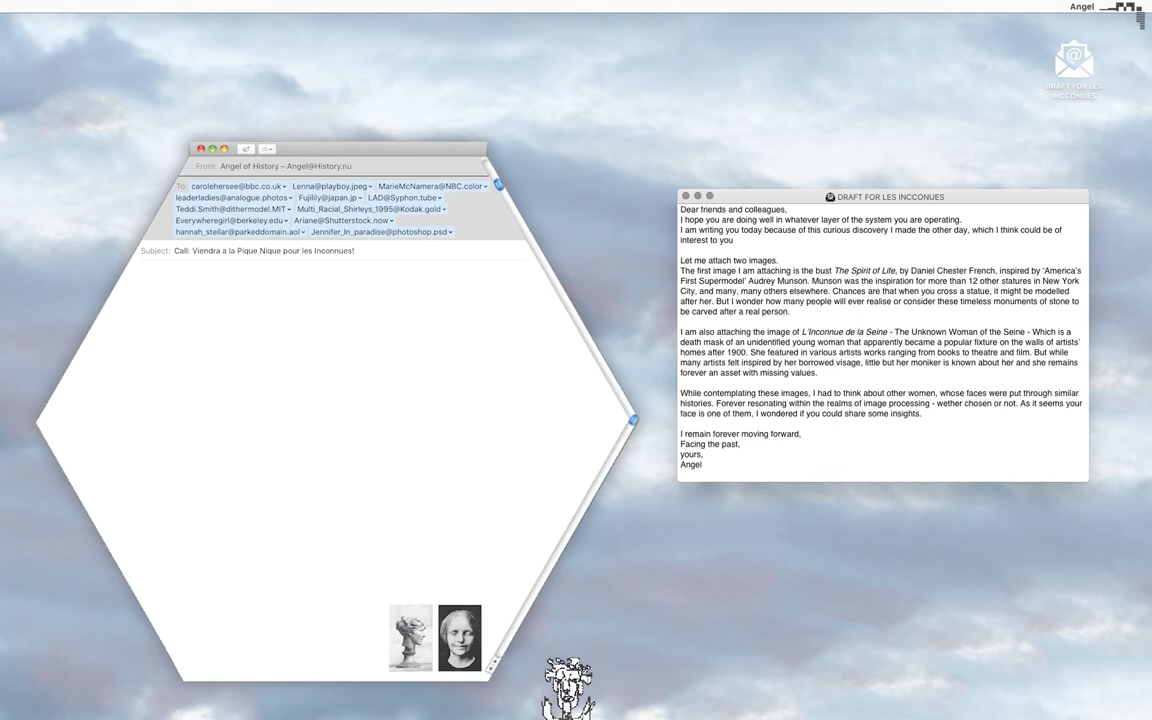 Angel
DRAFT FOR LES
INCCONUES
From: Angel of History – Angel@History.nu
To: carolehersee@bbc.co.uk Lenna@playboy.jpeg MarieMcNamera@NBC.color
leaderladies@analogue.photos Fujilily@japan.jp LAD@Syphon.tube
Teddi.Smith@dithermodel.MIT Multi_Racial_Shirleys_1995@Kodak.gold
Everywheregirl@berkeley.edu Ariane@Shutterstock.now
hannah_stellar@parkeddomain.aol Jennifer_In_paradise@photoshop.psd
Subject: Call: Viendra a la Pique Nique pour les Inconnues!
DRAFT FOR LES INCCONUES
Dear friends and colleagues,
I hope you are doing well in whatever layer of the system you are operating.
I am writing you today because of this curious discovery I made the other day, which I think could be of
interest to you
Let me attach two images.
The first image I am attaching is the bust The Spirit of Life, by Daniel Chester French, inspired by ‘America’s
First Supermodel’ Audrey Munson. Munson was the inspiration for more than 12 other statures in New York
City, and many, many others elsewhere. Chances are that when you cross a statue, it might be modelled
after her. But I wonder how many people will ever realise or consider these timeless monuments of stone to
be carved after a real person.
I am also attaching the image of L’Inconnue de la Seine - The Unknown Woman of the Seine - Which is a
death mask of an unidentified young woman that apparently became a popular fixture on the walls of artists’
homes after 1900. She featured in various artists works ranging from books to theatre and film. But while
many artists felt inspired by her borrowed visage, little but her moniker is known about her and she remains
forever an asset with missing values.
While contemplating these images, I had to think about other women, whose faces were put through similar
histories. Forever resonating within the realms of image processing - wether chosen or not. As it seems your
face is one of them, I wondered if you could share some insights.
I remain forever moving forward,
Facing the past,
yours,
Angel